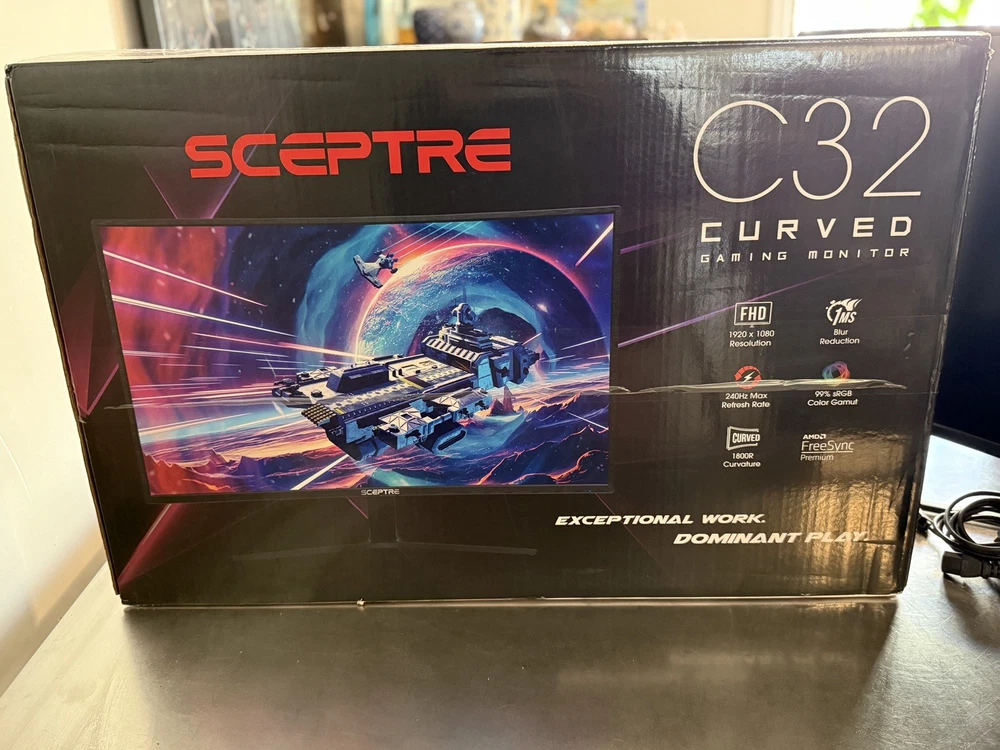 SCEPTRE
C32
CURVED
GAMING MONITOR
FHD
1920 x 1080
Resolution
1MS
Blur
Reduction
240Hz Max
Refresh Rate
99% sRGB
Color Gamut
CURVED
1800R
Curvature
AMD
FreeSync
Premium
SCEPTRE
EXCEPTIONAL WORK.
DOMINANT PLAY.